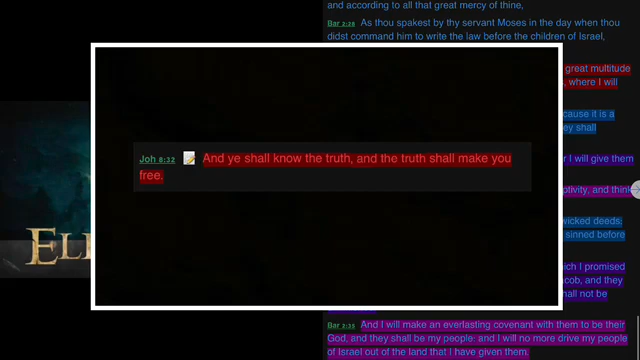 and according to all that great mercy of thine,
Bar 2:28 As thou spakest by thy servant Moses in the day when thou
didst command him to write the law before the children of Israel,
great multitude
, where I will
cause it is a
ey shall
r I will give them
ptivity, and think
wicked deeds:
sinned before
ich I promised
acob, and they
hall not be
Joh 8:32 And ye shall know the truth, and the truth shall make you
free.
EL
Bar 2:35 And I will make an everlasting covenant with them to be their
God, and they shall be my people: and I will no more drive my people
of Israel out of the land that I have given them.